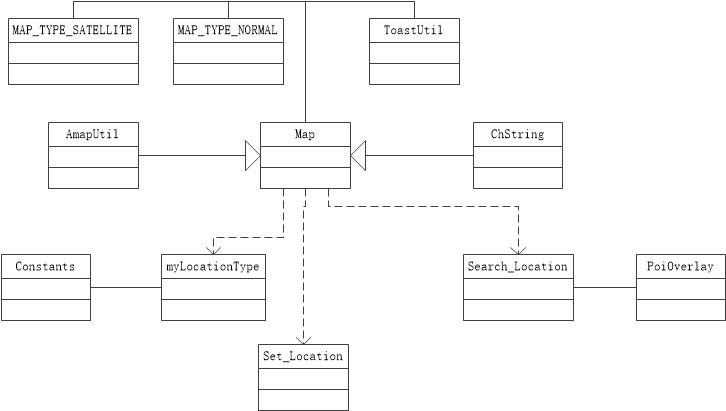 MAP_TYPE_SATELLITE
MAP_TYPE_NORMAL
ToastUtil
AmapUtil
Map
ChString
Constants
myLocationType
Search_Location
PoiOverlay
Set_Location